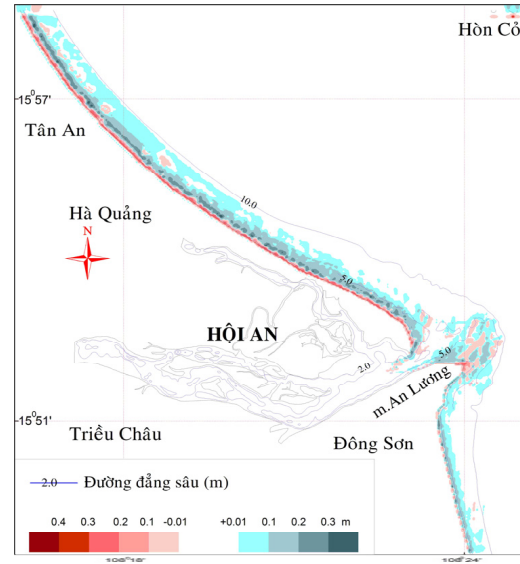 Hòn Cỏ
15°57'
Tân An
10.0
Hà Quảng
N
5.0
HỘI AN
5.0
2.0
m.An Lương
15°51'
Triều Châu
Đông Sơn
2.0 Đường đẳng sâu (m)
0.4 0.3 0.2 0.1 -0.01 +0.01 0.1 0.2 0.3 m